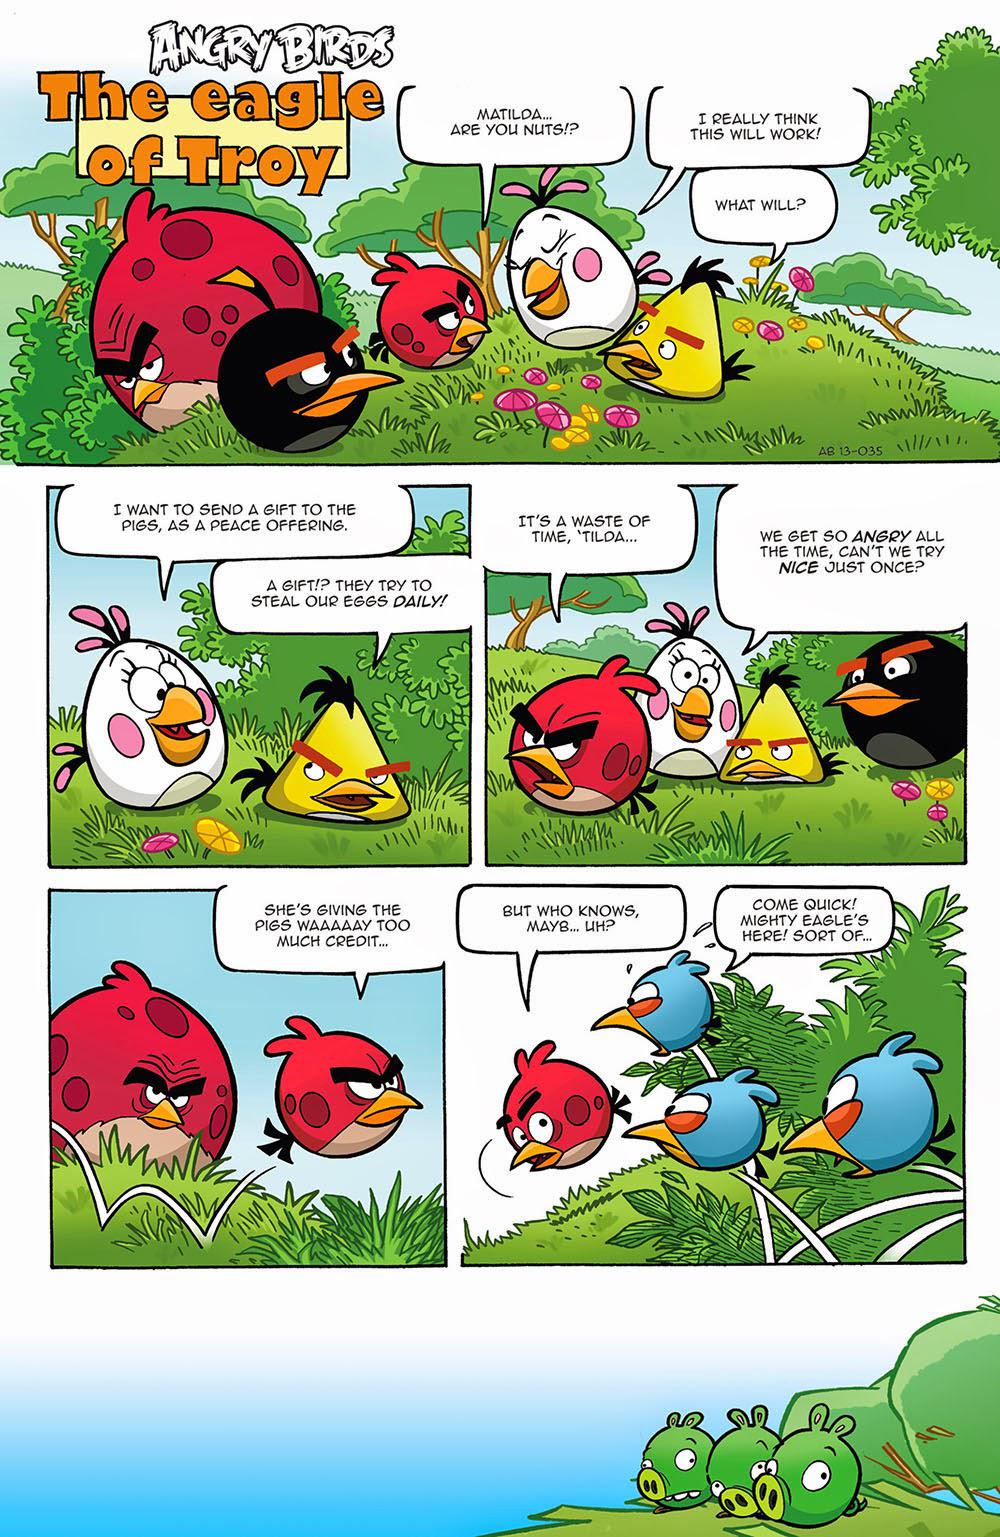 ANGRY BIRDS
The eagle
of Troy
MATILDA...
ARE YOU NUTS!?
I REALLY THINK
THIS WILL WORK!
WHAT WILL?
AB 13-035
I WANT TO SEND A GIFT TO THE
PIGS, AS A PEACE OFFERING.
A GIFT!? THEY TRY TO
STEAL OUR EGGS DAILY!
IT'S A WASTE OF
TIME, 'TILDA...
WE GET SO ANGRY ALL
THE TIME, CAN'T WE TRY
NICE JUST ONCE?
SHE'S GIVING THE
PIGS WAAAAAY TOO
MUCH CREDIT...
BUT WHO KNOWS,
MAYB... UH?
COME QUICK!
MIGHTY EAGLE'S
HERE! SORT OF...